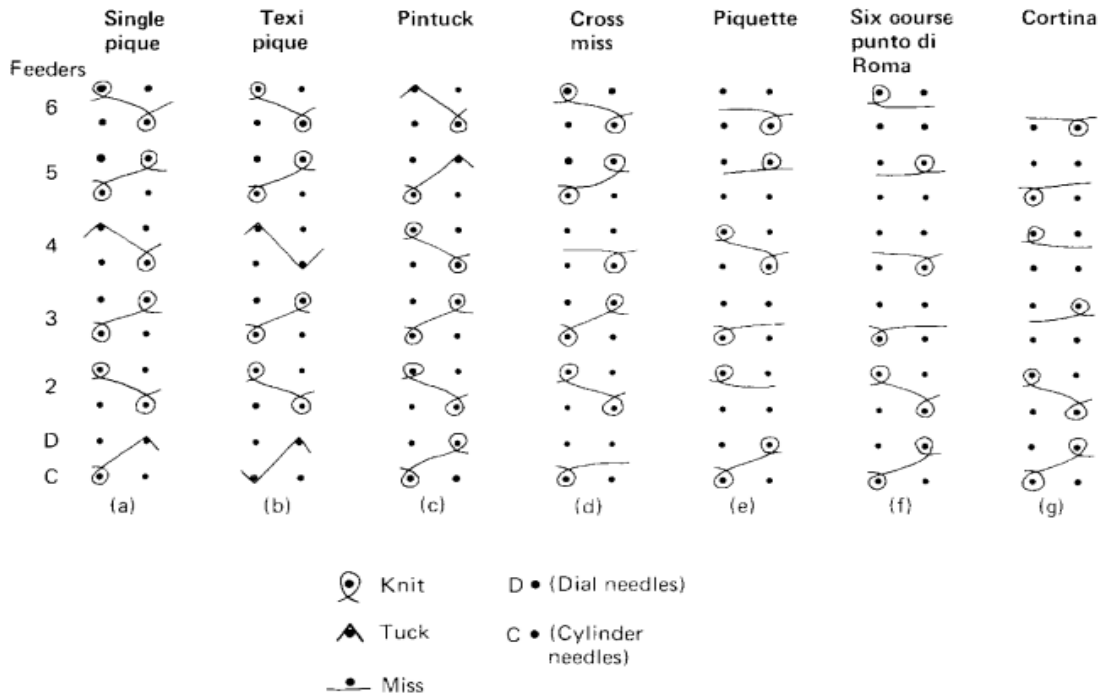 Single pique
Texi pique
Pintuck
Cross miss
Piquette
Six course punto di Roma
Cortina
Feeders
6
5
4
3
2
D
C
(a)
(b)
(c)
(d)
(e)
(f)
(g)
Knit
D • (Dial needles)
Tuck
C • (Cylinder needles)
Miss